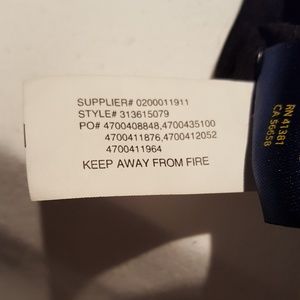 SUPPLIER# 0200011911
STYLE# 313615079
PO# 4700408848,4700435100
4700411876,4700412052
4700411964
KEEP AWAY FROM FIRE
RN 41381
CA 56658